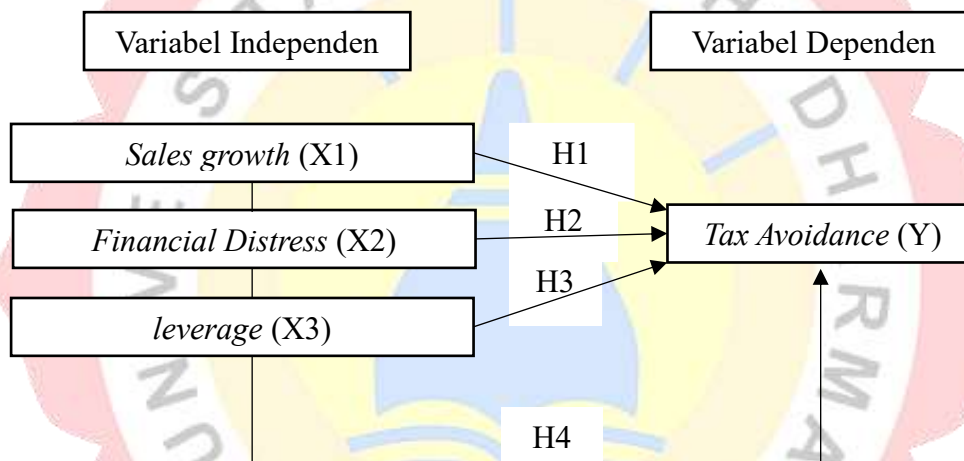 Variabel Independen
Variabel Dependen
Sales growth (X1)
H1
Financial Distress (X2)
H2
Tax Avoidance (Y)
H3
leverage (X3)
H4